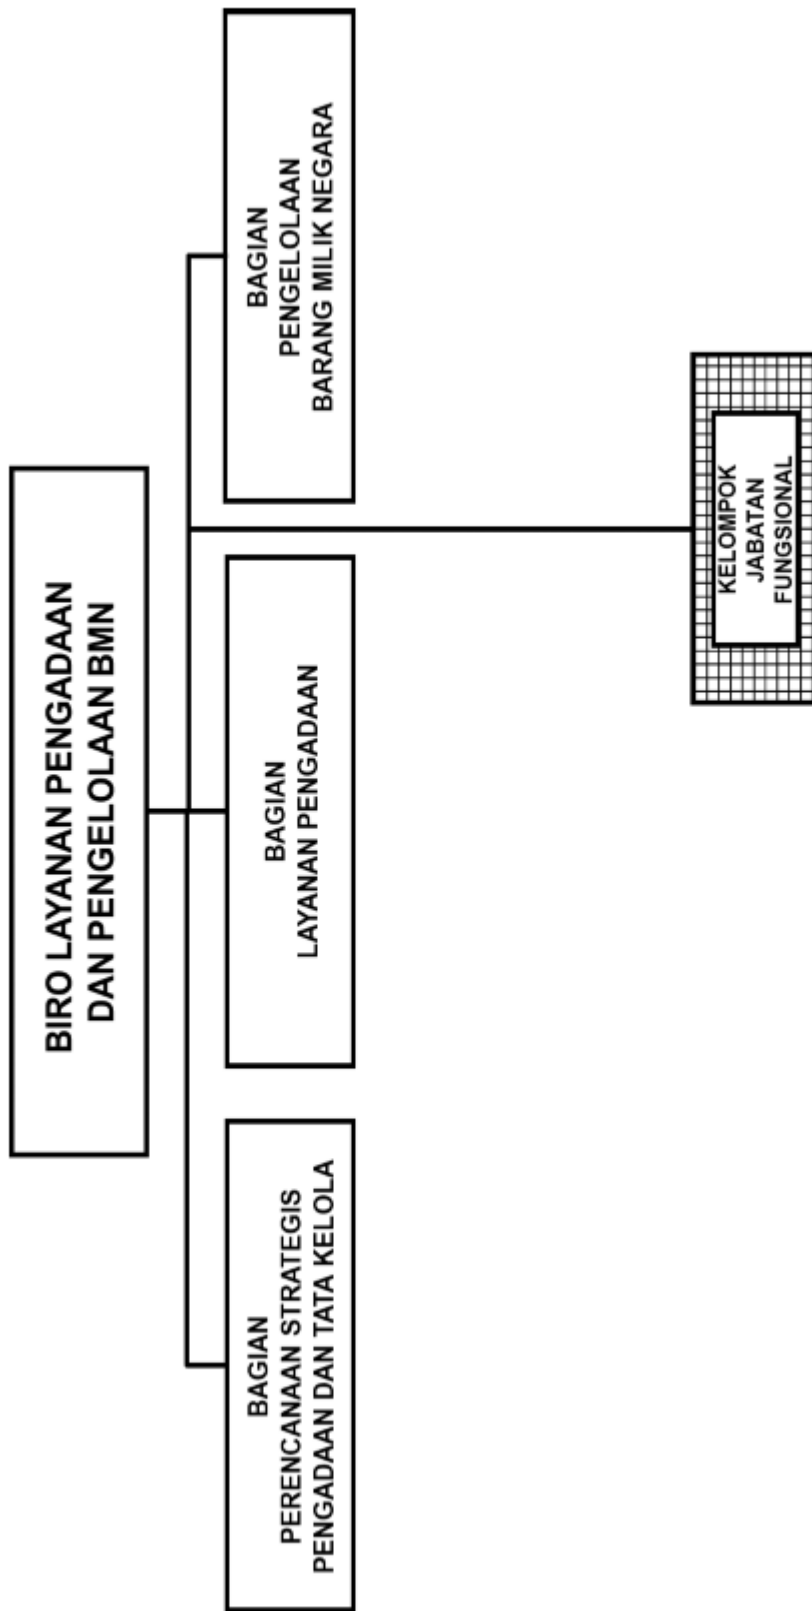 BIRO LAYANAN PENGADAAN
DAN PENGELOLAAN BMN
BAGIAN
PERENCANAAN STRATEGIS
PENGADAAN DAN TATA KELOLA
BAGIAN
LAYANAN PENGADAAN
BAGIAN
PENGELOLAAN
BARANG MILIK NEGARA
KELOMPOK
JABATAN
FUNGSIONAL